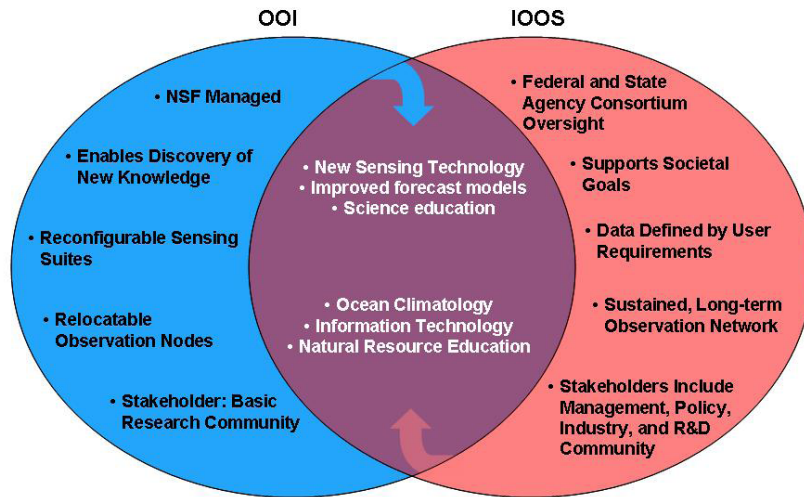 OOI
IOOS
• NSF Managed
• Enables Discovery of
New Knowledge
• Reconfigurable Sensing
Suites
• Relocatable
Observation Nodes
• Stakeholder: Basic
Research Community
• New Sensing Technology
• Improved forecast models
• Science education
• Ocean Climatology
• Information Technology
• Natural Resource Education
• Federal and State
Agency Consortium
Oversight
• Supports Societal
Goals
• Data Defined by User
Requirements
• Sustained, Long-term
Observation Network
• Stakeholders Include
Management, Policy,
Industry, and R&D
Community